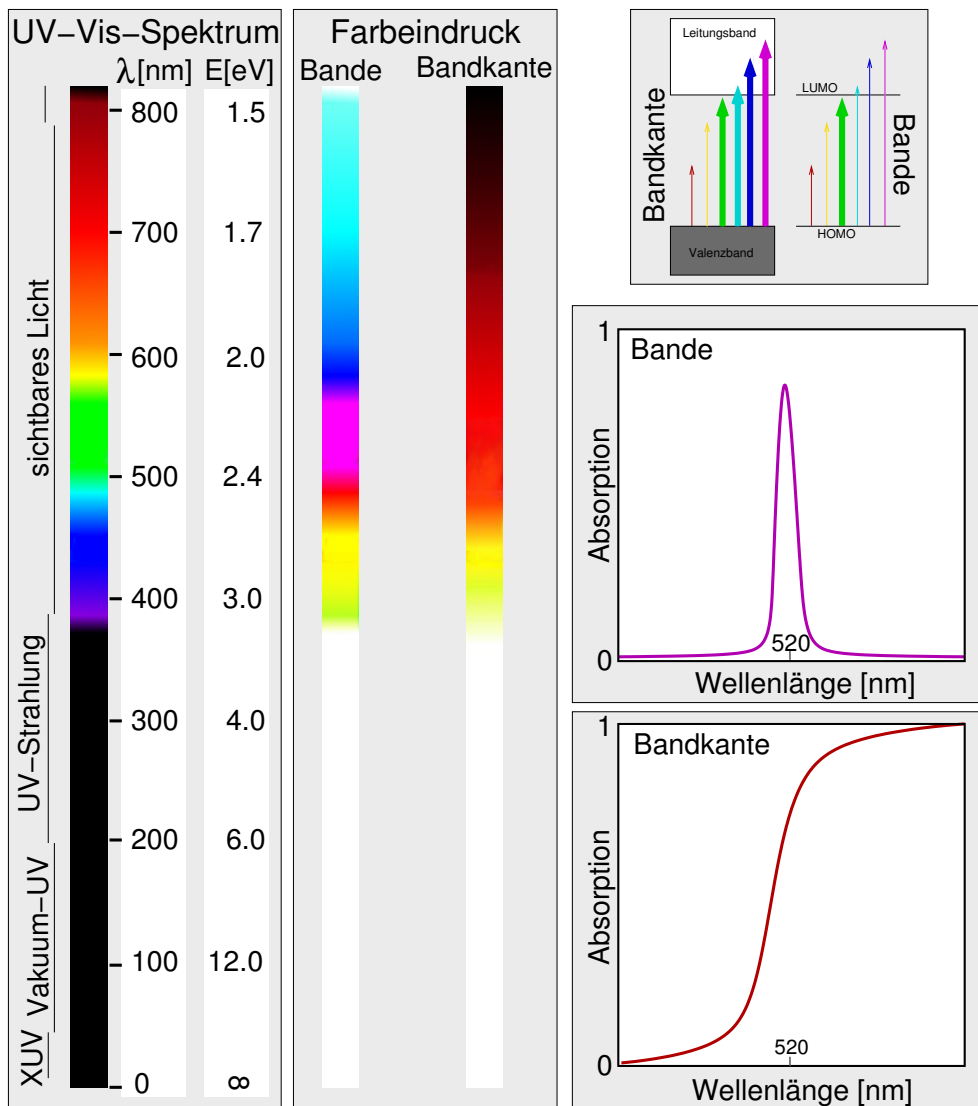 UV−Vis−Spektrum
λ[nm] E[eV]
800 1.5
700 1.7
600 2.0
500 2.4
400 3.0
300 4.0
200 6.0
100 12.0
0 ∞
sichtbares Licht
UV−Strahlung
Vakuum−UV
XUV
Farbeindruck
Bande Bandkante
Bandkante
Leitungsband
Valenzband
LUMO
HOMO
Bande
1
Bande
Absorption
520
0
Wellenlänge [nm]
1
Bandkante
Absorption
520
0
Wellenlänge [nm]